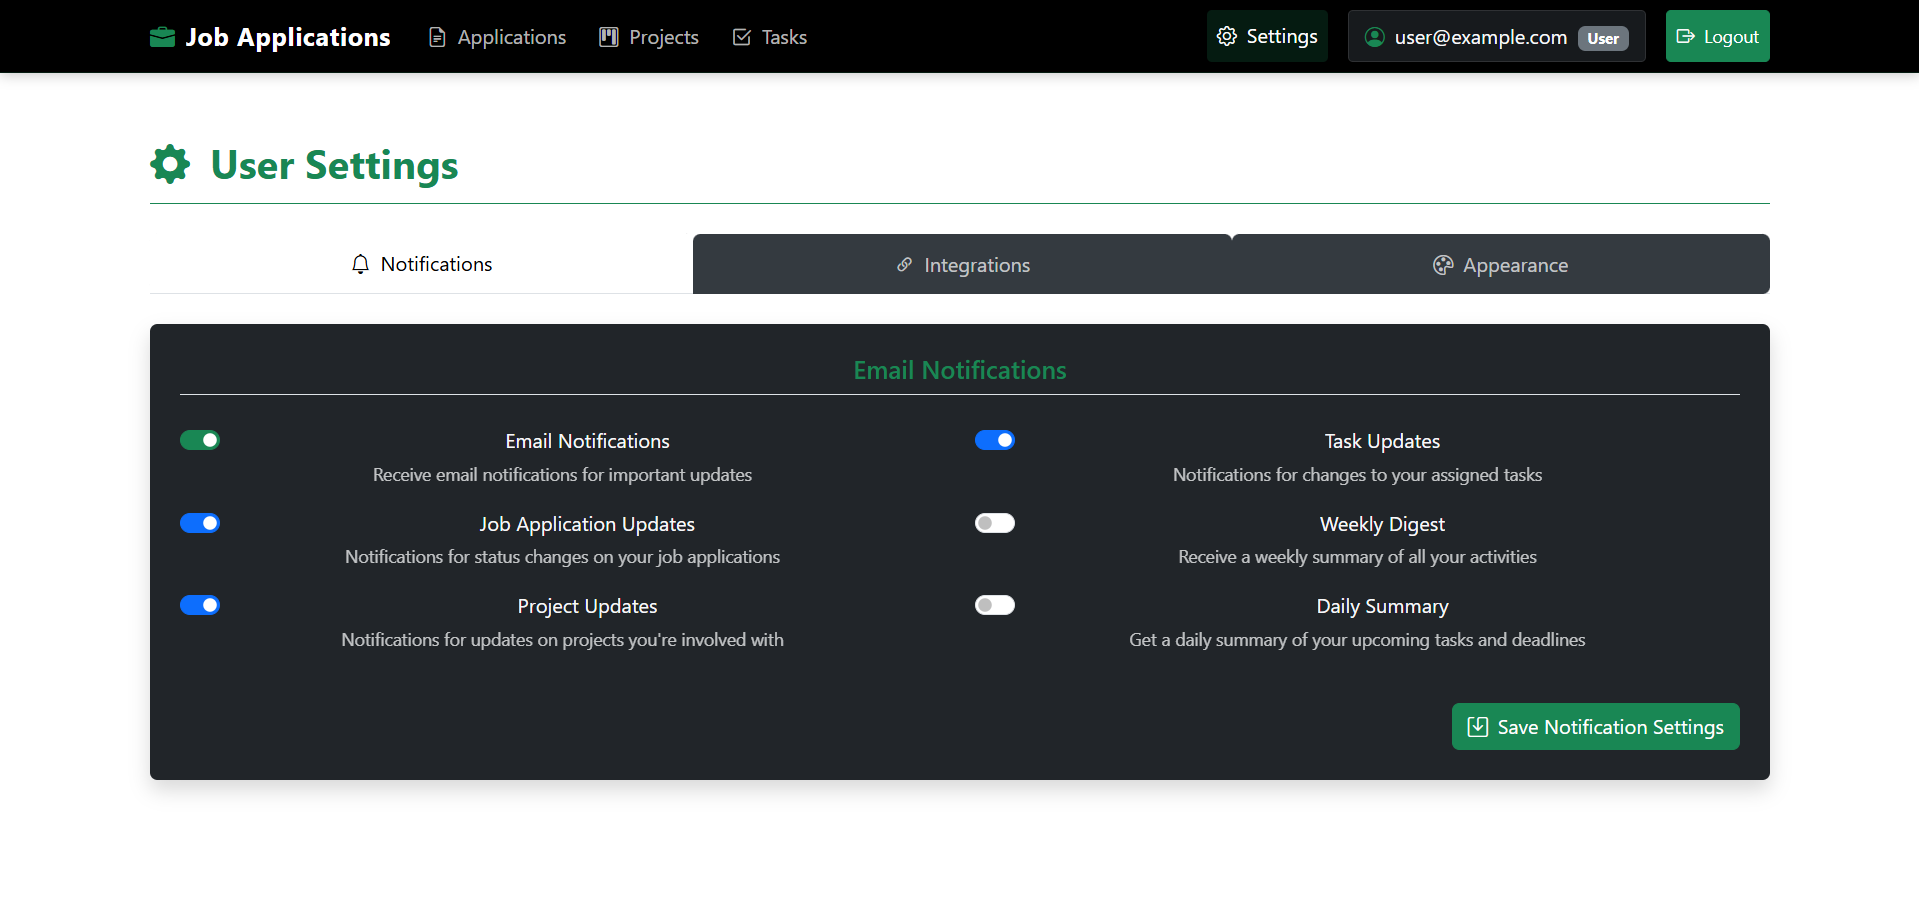 Job Applications Applications Projects Tasks Settings user@example.com User Logout
User Settings
Notifications Integrations Appearance
Email Notifications
Email Notifications
Receive email notifications for important updates
Task Updates
Notifications for changes to your assigned tasks
Job Application Updates
Notifications for status changes on your job applications
Weekly Digest
Receive a weekly summary of all your activities
Project Updates
Notifications for updates on projects you're involved with
Daily Summary
Get a daily summary of your upcoming tasks and deadlines
Save Notification Settings